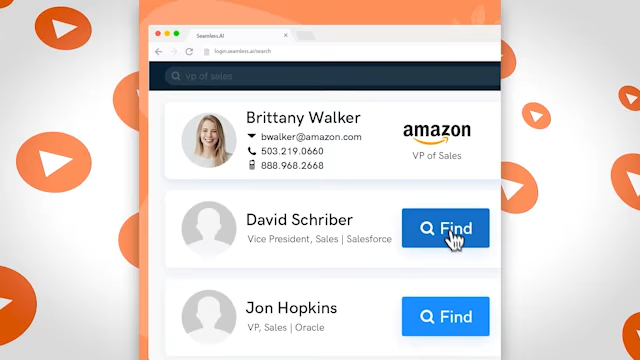 Seamless.AI
login.seamless.ai/search
vp of sales
Brittany Walker
bwalker@amazon.com
503.219.0660
888.968.2668
amazon
VP of Sales
David Schriber
Vice President, Sales | Salesforce
Find
Jon Hopkins
VP, Sales | Oracle
Find